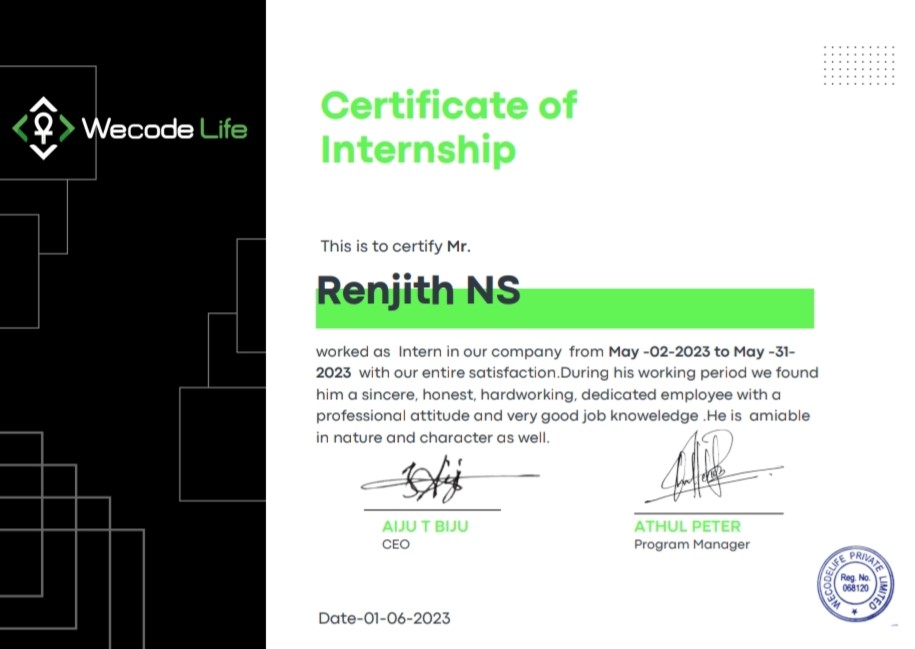 Wecode Life
Certificate of
Internship
This is to certify Mr.
Renjith NS
worked as Intern in our company from May -02-2023 to May -31-
2023 with our entire satisfaction.During his working period we found
him a sincere, honest, hardworking, dedicated employee with a
professional attitude and very good job knoweledge .He is amiable
in nature and character as well.
AIJU T BIJU
CEO
ATHUL PETER
Program Manager
WECODELIFE PRIVATE LIMITED
Reg. No.
068120
Date-01-06-2023